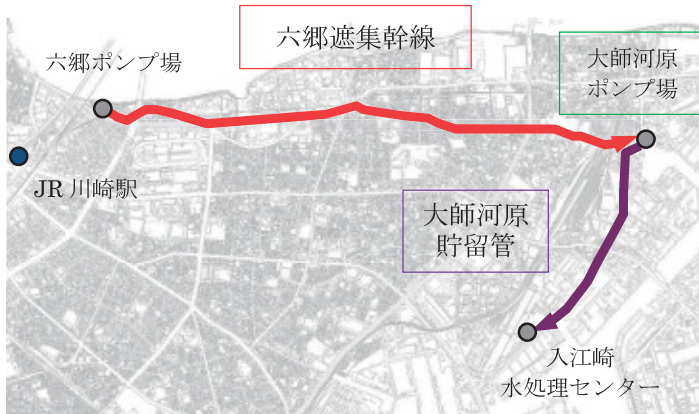 六郷遮集幹線
六郷ポンプ場
大師河原
ポンプ場
JR 川崎駅
大師河原
貯留管
入江崎
水処理センター